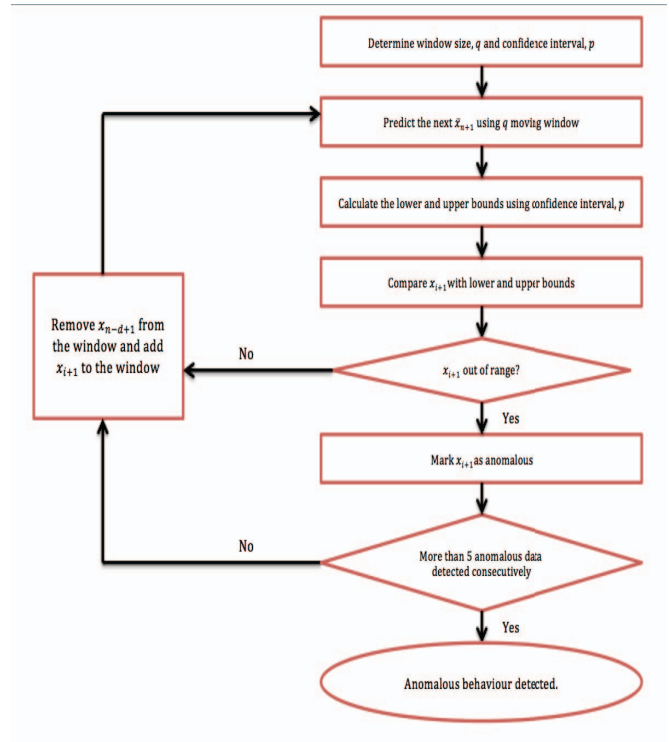 Determine window size, q and confidence interval, p
Predict the next x̄ₙ₊₁ using q moving window
Calculate the lower and upper bounds using confidence interval, p
Compare xᵢ₊₁ with lower and upper bounds
Remove xₙ₋d₊₁ from
the window and add
xᵢ₊₁ to the window
No
xᵢ₊₁ out of range?
Yes
Mark xᵢ₊₁ as anomalous
No
More than 5 anomalous data
detected consecutively
Yes
Anomalous behaviour detected.